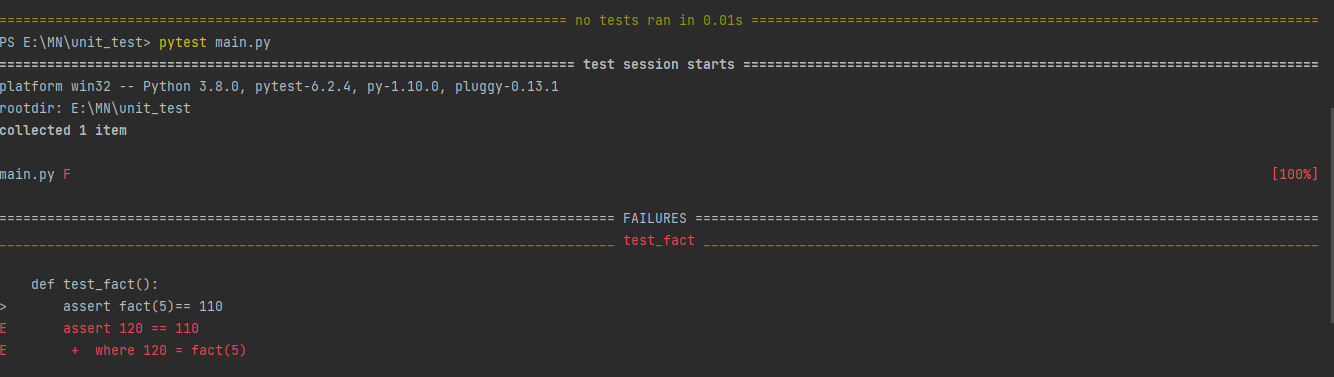 ======================================================================= no tests ran in 0.01s =======================================================================
PS E:\MN\unit_test> pytest main.py
======================================================================== test session starts ========================================================================
platform win32 -- Python 3.8.0, pytest-6.2.4, py-1.10.0, pluggy-0.13.1
rootdir: E:\MN\unit_test
collected 1 item
main.py F [100%]
============================================================================= FAILURES ==============================================================================
_____________________________________________________________________________ test_fact _____________________________________________________________________________
    def test_fact():
>       assert fact(5)== 110
E       assert 120 == 110
E        +  where 120 = fact(5)